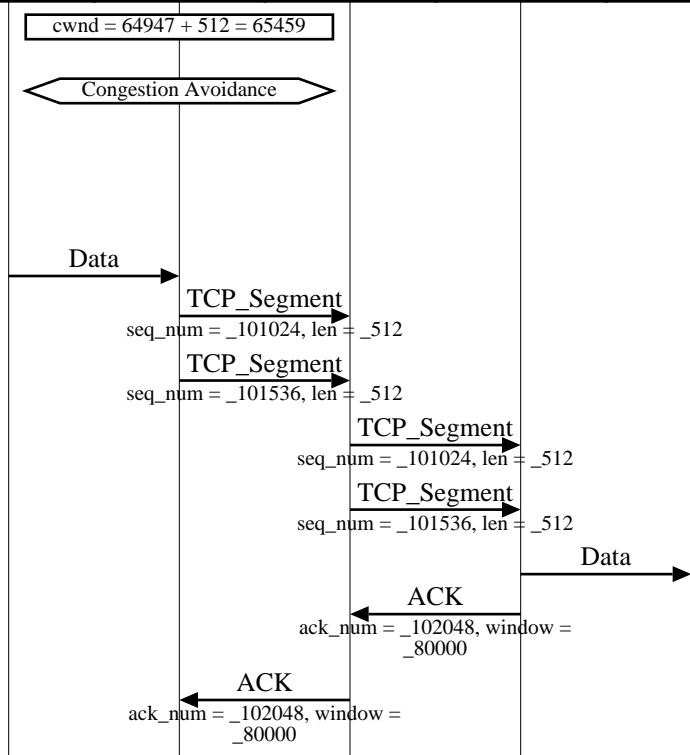 cwnd = 64947 + 512 = 65459
Congestion Avoidance
Data
TCP_Segment
seq_num = _101024, len = _512
TCP_Segment
seq_num = _101536, len = _512
TCP_Segment
seq_num = _101024, len = _512
TCP_Segment
seq_num = _101536, len = _512
Data
ACK
ack_num = _102048, window =
_80000
ACK
ack_num = _102048, window =
_80000